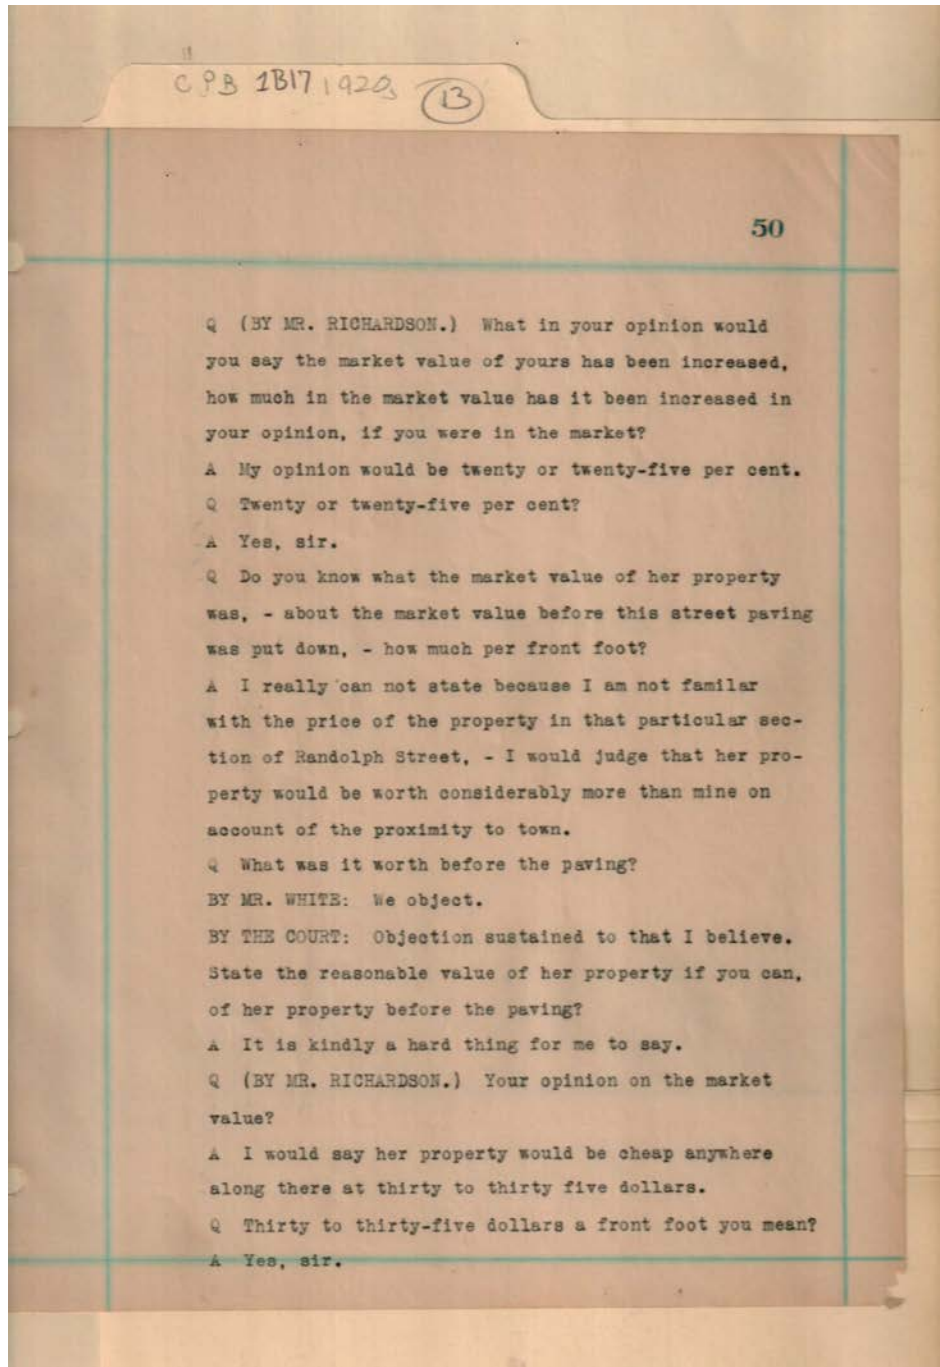 CPB 1B17 1920s 13
50
Q (BY MR. RICHARDSON.) What in your opinion would
you say the market value of yours has been increased,
how much in the market value has it been increased in
your opinion, if you were in the market?
A My opinion would be twenty or twenty-five per cent.
Q Twenty or twenty-five per cent?
A Yes, sir.
Q Do you know what the market value of her property
was, - about the market value before this street paving
was put down, - how much per front foot?
A I really can not state because I am not familar
with the price of the property in that particular sec-
tion of Randolph Street, - I would judge that her pro-
perty would be worth considerably more than mine on
account of the proximity to town.
Q What was it worth before the paving?
BY MR. WHITE: We object.
BY THE COURT: Objection sustained to that I believe.
State the reasonable value of her property if you can,
of her property before the paving?
A It is kindly a hard thing for me to say.
Q (BY MR. RICHARDSON.) Your opinion on the market
value?
A I would say her property would be cheap anywhere
along there at thirty to thirty five dollars.
Q Thirty to thirty-five dollars a front foot you mean?
A Yes, sir.